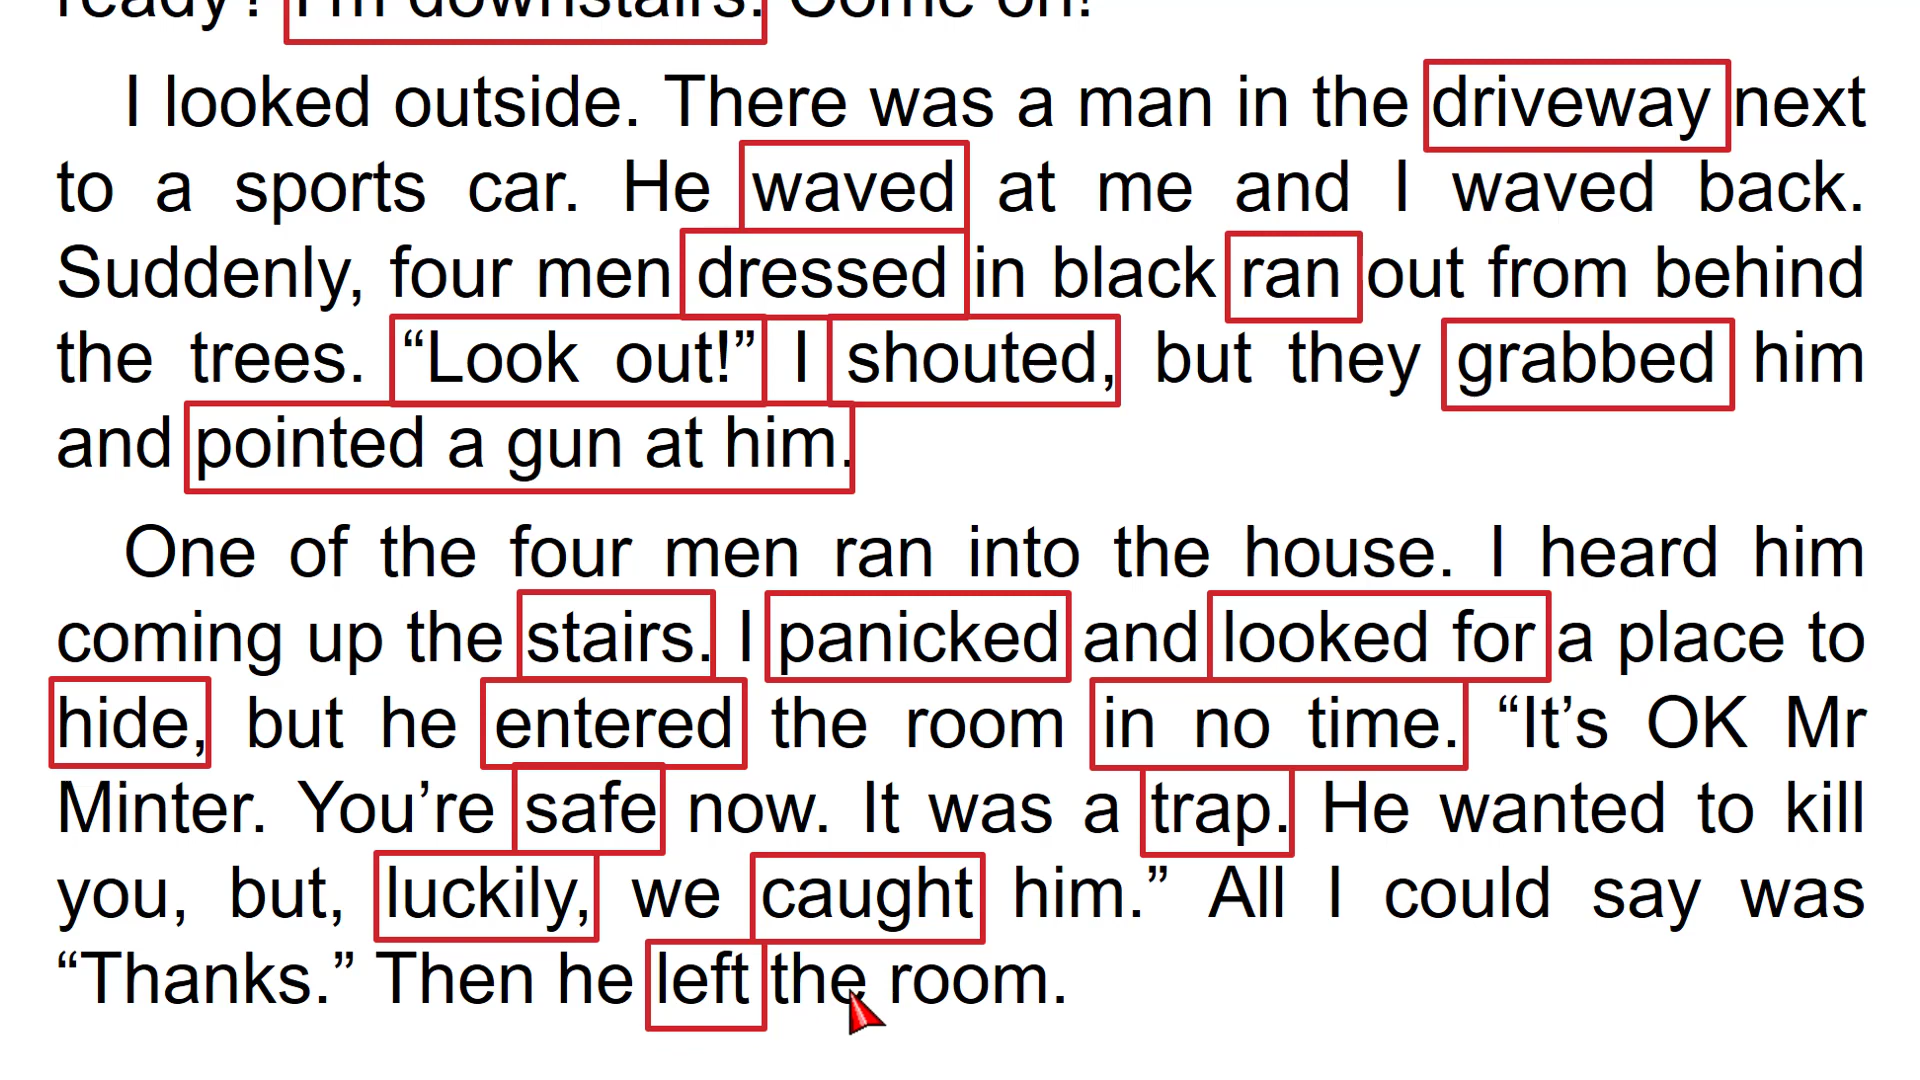 ready? I'm downstairs. Come on!
I looked outside. There was a man in the driveway next
to a sports car. He waved at me and I waved back.
Suddenly, four men dressed in black ran out from behind
the trees. “Look out!” I shouted, but they grabbed him
and pointed a gun at him.
One of the four men ran into the house. I heard him
coming up the stairs. I panicked and looked for a place to
hide, but he entered the room in no time. “It’s OK Mr
Minter. You’re safe now. It was a trap. He wanted to kill
you, but, luckily, we caught him.” All I could say was
“Thanks.” Then he left the room.